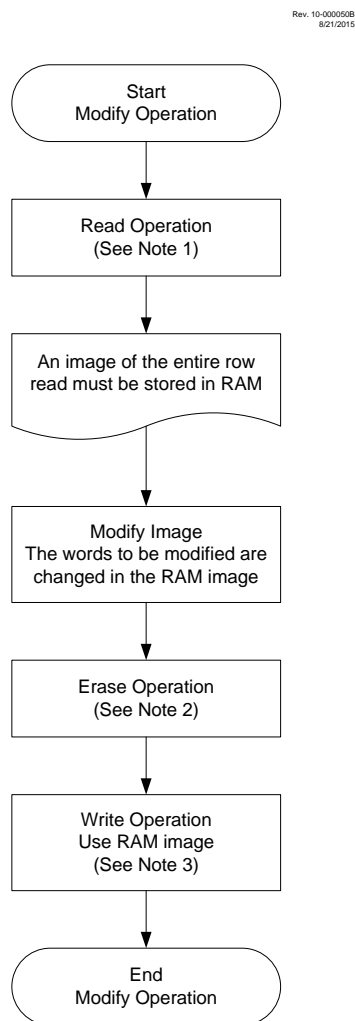 Rev. 10-000050B
8/21/2015
Start
Modify Operation
Read Operation
(See Note 1)
An image of the entire row
read must be stored in RAM
Modify Image
The words to be modified are
changed in the RAM image
Erase Operation
(See Note 2)
Write Operation
Use RAM image
(See Note 3)
End
Modify Operation